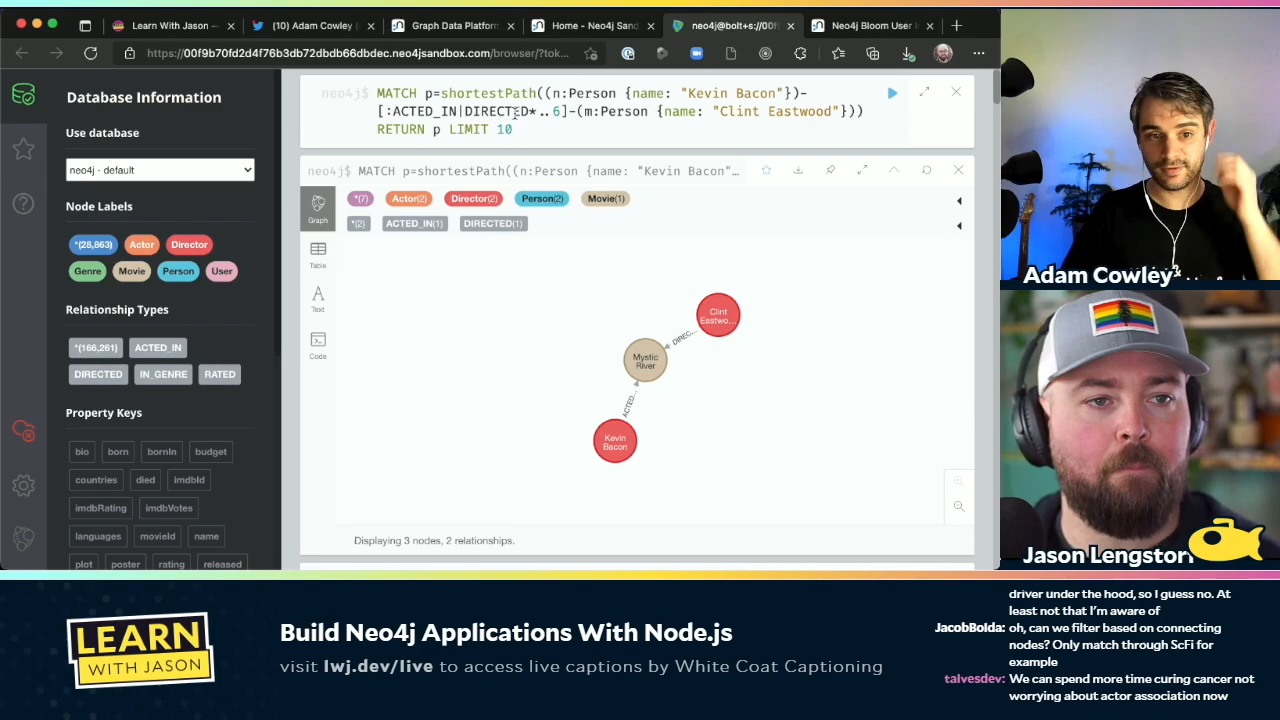 Learn With Jason –
(10) Adam Cowley (
Graph Data Platform
Home - Neo4j San
neo4j@bolt+s://00f
Neo4j Bloom User I
https://00f9b70fd2d4f76b3db72dbdb66dbdec.neo4jsandbox.com/browser/?tok...
Database Information
Use database
neo4j - default
Node Labels
*(28,863) Actor Director
Genre Movie Person User
Relationship Types
*(166,261) ACTED_IN
DIRECTED IN_GENRE RATED
Property Keys
bio born bornIn budget
countries died imdbId
imdbRating imdbVotes
languages movieId name
plot poster rating released
neo4j$ MATCH p=shortestPath((n:Person {name: "Kevin Bacon"})-
[:ACTED_IN|DIRECTED*..6]-(m:Person {name: "Clint Eastwood"}))
RETURN p LIMIT 10
neo4j$ MATCH p=shortestPath((n:Person {name: "Kevin Bacon"...
Graph
Table
Text
Code
*(7) Actor(2) Director(2) Person(2) Movie(1)
*(2) ACTED_IN(1) DIRECTED(1)
Clint
Eastwo...
DIREC...
Mystic
River
ACTED...
Kevin
Bacon
Displaying 3 nodes, 2 relationships.
Adam Cowley
Jason Lengstorf
LEARN
WITH JASON
Build Neo4j Applications With Node.js
visit lwj.dev/live to access live captions by White Coat Captioning
driver under the hood, so I guess no. At
least not that I'm aware of
JacobBolda: oh, can we filter based on connecting
nodes? Only match through ScFi for
example
talvesdev: We can spend more time curing cancer not
worrying about actor association now